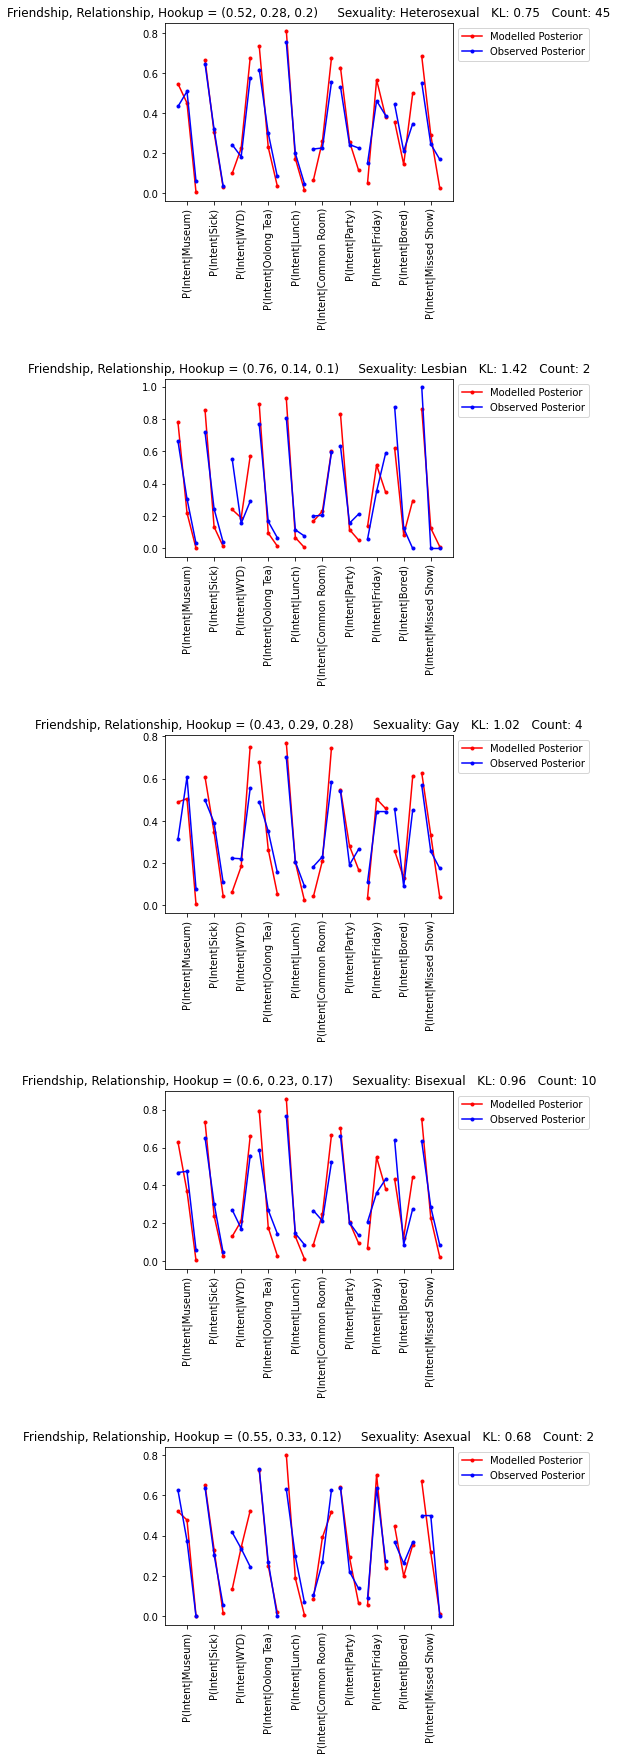 Friendship, Relationship, Hookup = (0.52, 0.28, 0.2) Sexuality: Heterosexual KL: 0.75 Count: 45
Modelled Posterior
Observed Posterior
0.8
0.6
0.4
0.2
0.0
P(Intent|Museum)
P(Intent|Sick)
P(Intent|WYD)
P(Intent|Oolong Tea)
P(Intent|Lunch)
P(Intent|Common Room)
P(Intent|Party)
P(Intent|Friday)
P(Intent|Bored)
P(Intent|Missed Show)
Friendship, Relationship, Hookup = (0.76, 0.14, 0.1) Sexuality: Lesbian KL: 1.42 Count: 2
Modelled Posterior
Observed Posterior
1.0
0.8
0.6
0.4
0.2
0.0
P(Intent|Museum)
P(Intent|Sick)
P(Intent|WYD)
P(Intent|Oolong Tea)
P(Intent|Lunch)
P(Intent|Common Room)
P(Intent|Party)
P(Intent|Friday)
P(Intent|Bored)
P(Intent|Missed Show)
Friendship, Relationship, Hookup = (0.43, 0.29, 0.28) Sexuality: Gay KL: 1.02 Count: 4
Modelled Posterior
Observed Posterior
0.8
0.6
0.4
0.2
0.0
P(Intent|Museum)
P(Intent|Sick)
P(Intent|WYD)
P(Intent|Oolong Tea)
P(Intent|Lunch)
P(Intent|Common Room)
P(Intent|Party)
P(Intent|Friday)
P(Intent|Bored)
P(Intent|Missed Show)
Friendship, Relationship, Hookup = (0.6, 0.23, 0.17) Sexuality: Bisexual KL: 0.96 Count: 10
Modelled Posterior
Observed Posterior
0.8
0.6
0.4
0.2
0.0
P(Intent|Museum)
P(Intent|Sick)
P(Intent|WYD)
P(Intent|Oolong Tea)
P(Intent|Lunch)
P(Intent|Common Room)
P(Intent|Party)
P(Intent|Friday)
P(Intent|Bored)
P(Intent|Missed Show)
Friendship, Relationship, Hookup = (0.55, 0.33, 0.12) Sexuality: Asexual KL: 0.68 Count: 2
Modelled Posterior
Observed Posterior
0.8
0.6
0.4
0.2
0.0
P(Intent|Museum)
P(Intent|Sick)
P(Intent|WYD)
P(Intent|Oolong Tea)
P(Intent|Lunch)
P(Intent|Common Room)
P(Intent|Party)
P(Intent|Friday)
P(Intent|Bored)
P(Intent|Missed Show)